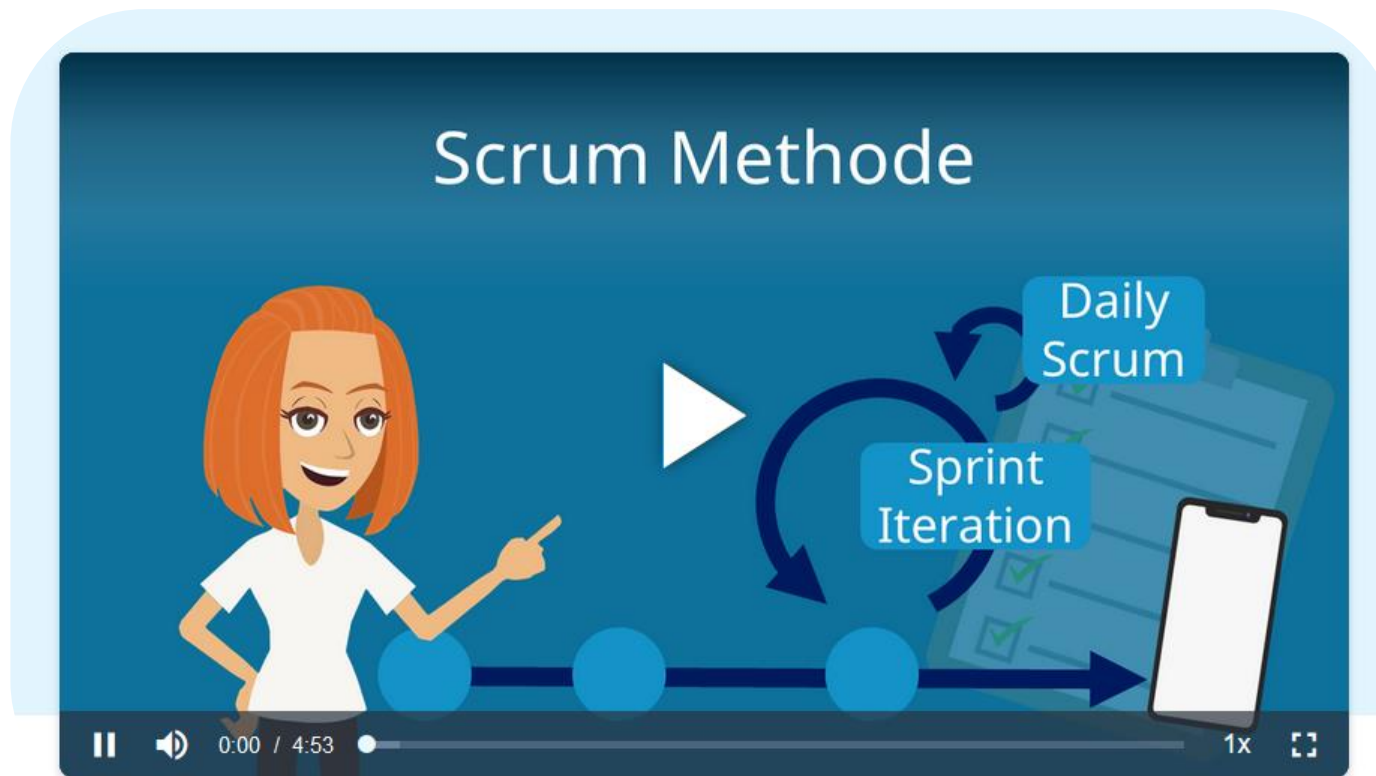 Scrum Methode
Daily
Scrum
Sprint
Iteration
0:00 / 4:53
1x